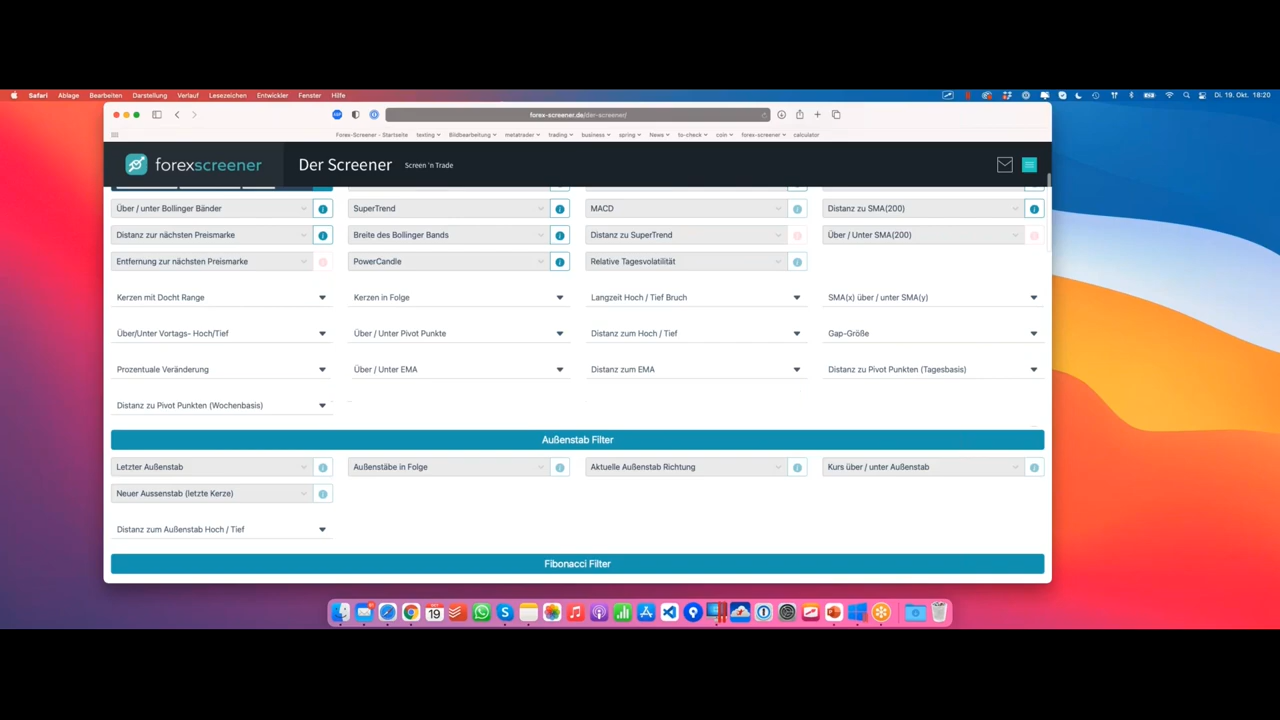 Safari Ablage Bearbeiten Darstellung Verlauf Lesezeichen Entwickler Fenster Hilfe Di. 19. Okt. 18:20
forex-screener.de/der-screener/
Forex-Screener - Startseite texting Bildbearbeitung metatrader trading business spring News to-check coin forex-screener calculator
forexscreener Der Screener Screen 'n Trade
Über / unter Bollinger Bänder SuperTrend MACD Distanz zu SMA(200)
Distanz zur nächsten Preismarke Breite des Bollinger Bands Distanz zu SuperTrend Über / Unter SMA(200)
Entfernung zur nächsten Preismarke PowerCandle Relative Tagesvolatilität
Kerzen mit Docht Range Kerzen in Folge Langzeit Hoch / Tief Bruch SMA(x) über / unter SMA(y)
Über/Unter Vortags- Hoch/Tief Über / Unter Pivot Punkte Distanz zum Hoch / Tief Gap-Größe
Prozentuale Veränderung Über / Unter EMA Distanz zum EMA Distanz zu Pivot Punkten (Tagesbasis)
Distanz zu Pivot Punkten (Wochenbasis)
Außenstab Filter
Letzter Außenstab Außenstäbe in Folge Aktuelle Außenstab Richtung Kurs über / unter Außenstab
Neuer Aussenstab (letzte Kerze)
Distanz zum Außenstab Hoch / Tief
Fibonacci Filter
19